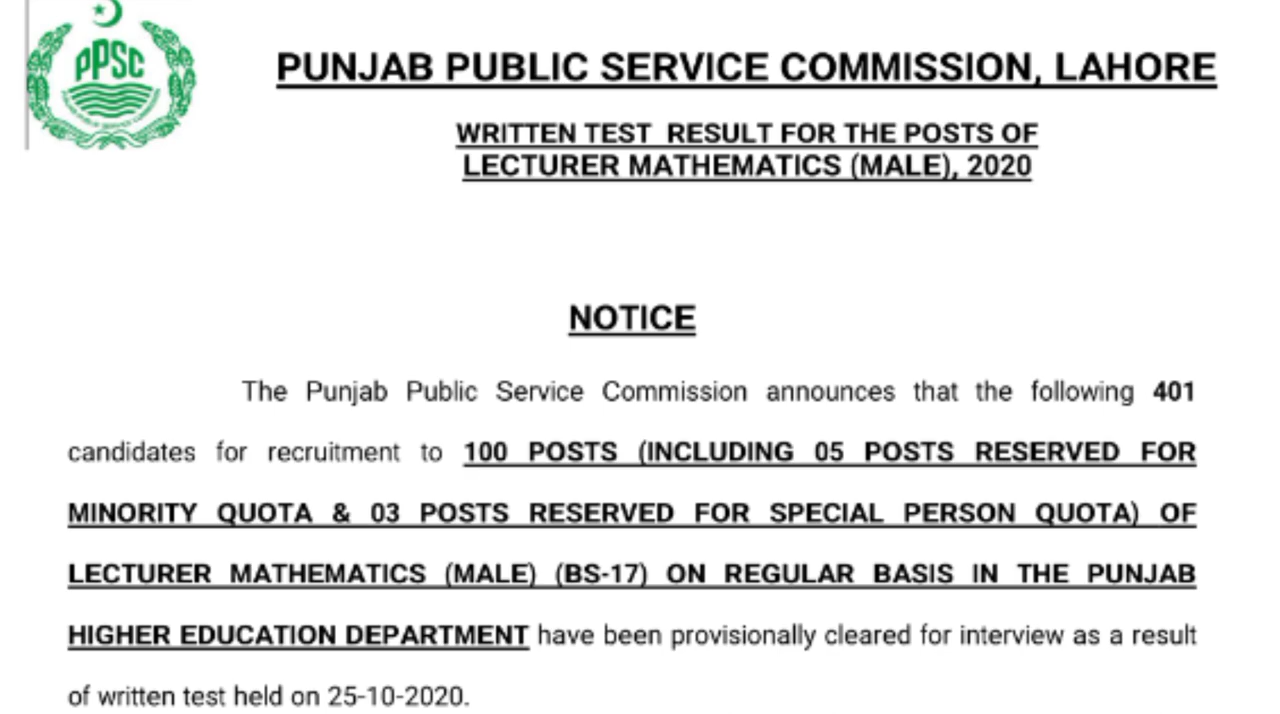 PPSC
PUNJAB PUBLIC SERVICE COMMISSION, LAHORE
WRITTEN TEST RESULT FOR THE POSTS OF
LECTURER MATHEMATICS (MALE), 2020
NOTICE
The Punjab Public Service Commission announces that the following 401
candidates for recruitment to 100 POSTS (INCLUDING 05 POSTS RESERVED FOR
MINORITY QUOTA & 03 POSTS RESERVED FOR SPECIAL PERSON QUOTA) OF
LECTURER MATHEMATICS (MALE) (BS-17) ON REGULAR BASIS IN THE PUNJAB
HIGHER EDUCATION DEPARTMENT have been provisionally cleared for interview as a result
of written test held on 25-10-2020.